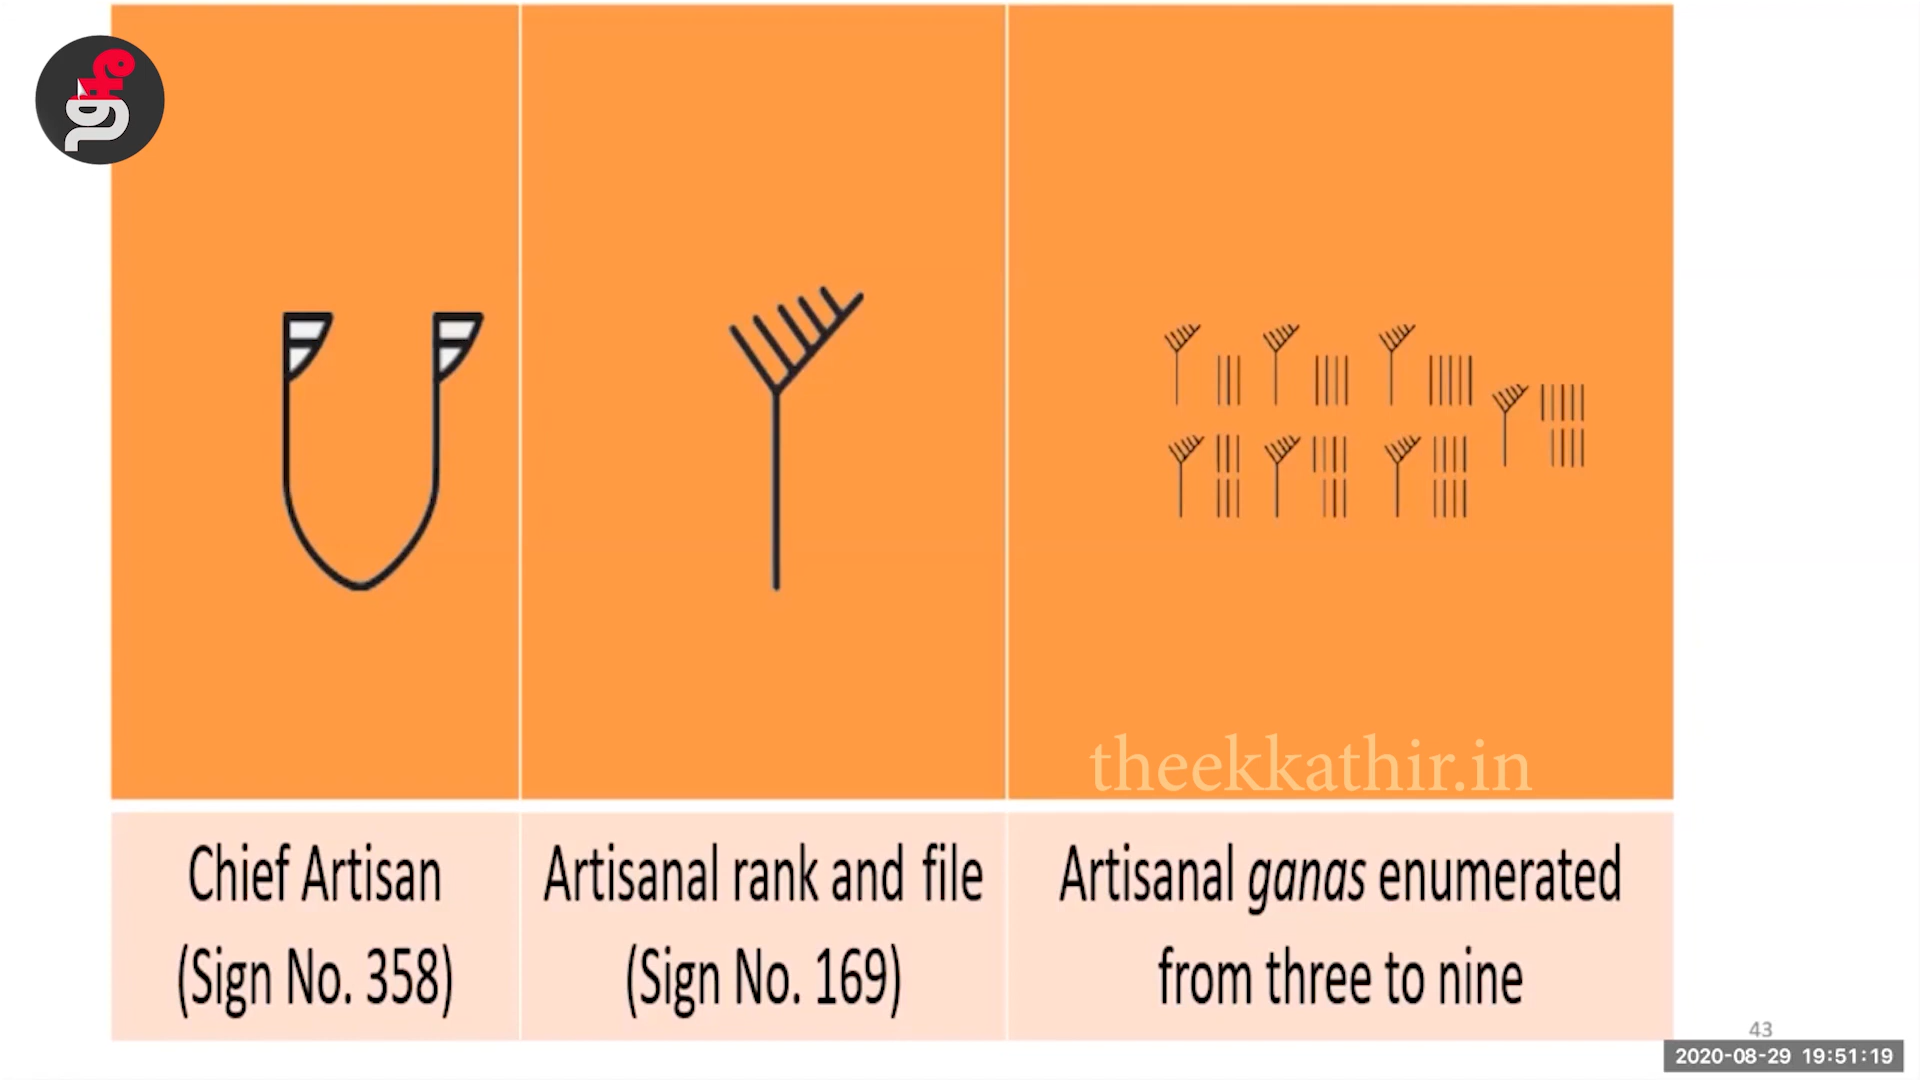 theekkathir.in
Chief Artisan
(Sign No. 358)
Artisanal rank and file
(Sign No. 169)
Artisanal ganas enumerated
from three to nine
43
2020-08-29 19:51:19